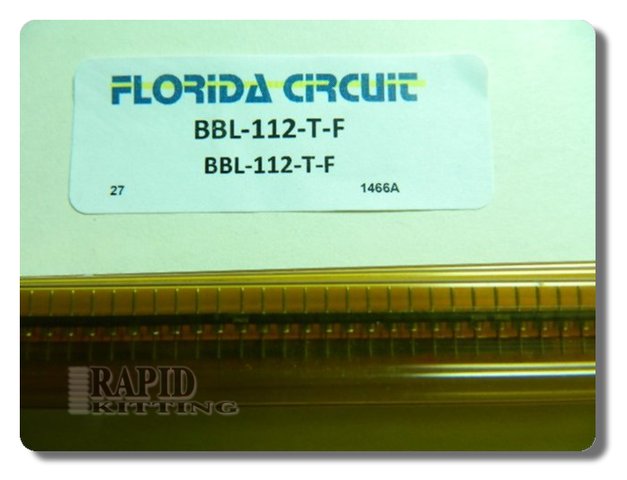 FLORIDA CIRCUIT
BBL-112-T-F
BBL-112-T-F
27 1466A
RAPID
KITTING